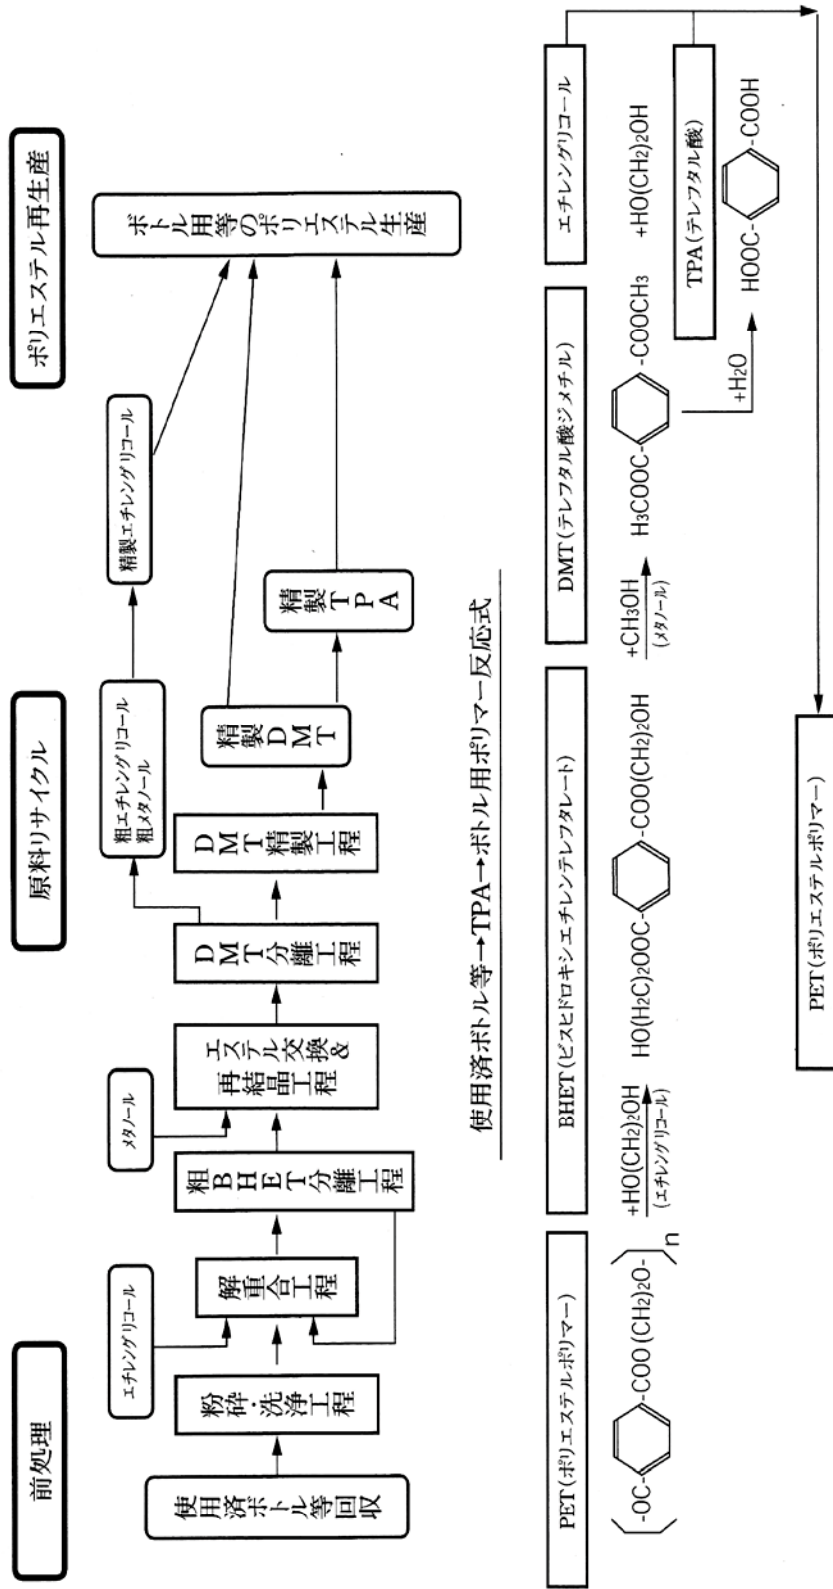 前処理
原料リサイクル
ポリエステル再生産
使用済ボトル等回収
粉砕・洗浄工程
エチレングリコール
解重合工程
粗BHET分離工程
メタノール
エステル交換&
再結晶工程
DMT分離工程
粗エチレングリコール
粗メタノール
DMT精製工程
精製DMT
精製TPA
精製エチレングリコール
ボトル用等のポリエステル生産
使用済ボトル等→TPA→ボトル用ポリマー反応式
PET(ポリエステルポリマー)
BHET(ビスヒドロキシエチレンテレフタレート)
DMT(テレフタル酸ジメチル)
エチレングリコール
-OC-
-COO(CH2)2O-
n
+HO(CH2)2OH
(エチレングリコール)
HO(H2C)2OOC-
-COO(CH2)2OH
+CH3OH
(メタノール)
H3COOC-
-COOCH3
+HO(CH2)2OH
+H2O
TPA(テレフタル酸)
HOOC-
-COOH
PET(ポリエステルポリマー)